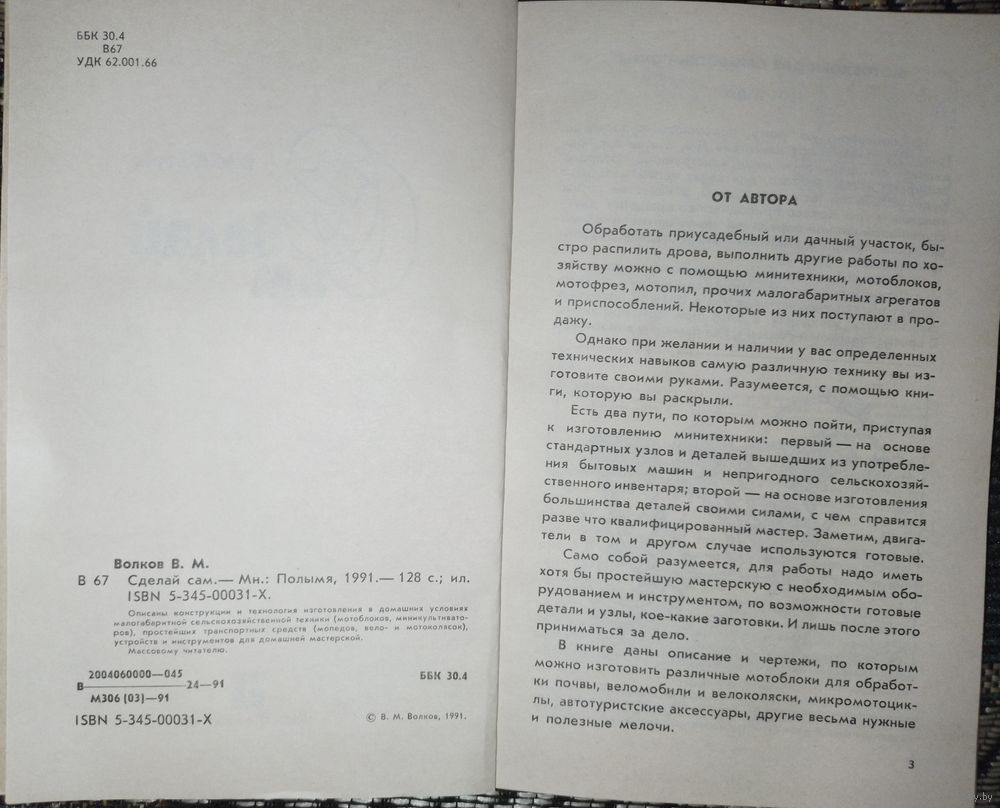 ББК 30.4
В67
УДК 62.001.66
Волков В. М.
В 67 Сделай сам.— Мн.: Полымя, 1991.— 128 с.; ил.
ISBN 5-345-00031-X.
Описаны конструкции и технология изготовления в домашних условиях
малогабаритной сельскохозяйственной техники (мотоблоков, миникультивато-
ров), простейших транспортных средств (мопедов, вело- и мотоколясок),
устройств и инструментов для домашней мастерской.
Массовому читателю.
2004060000—045
В————24—91
М306 (03)—91
ББК 30.4
ISBN 5-345-00031-X
© В. М. Волков, 1991.
ОТ АВТОРА
Обработать приусадебный или дачный участок, бы-
стро распилить дрова, выполнить другие работы по хо-
зяйству можно с помощью минитехники, мотоблоков,
мотофрез, мотопил, прочих малогабаритных агрегатов
и приспособлений. Некоторые из них поступают в про-
дажу.
Однако при желании и наличии у вас определенных
технических навыков самую различную технику вы из-
готовите своими руками. Разумеется, с помощью кни-
ги, которую вы раскрыли.
Есть два пути, по которым можно пойти, приступая
к изготовлению минитехники: первый — на основе
стандартных узлов и деталей вышедших из употребле-
ния бытовых машин и непригодного сельскохозяй-
ственного инвентаря; второй — на основе изготовления
большинства деталей своими силами, с чем справится
разве что квалифицированный мастер. Заметим, двига-
тели в том и другом случае используются готовые.
Само собой разумеется, для работы надо иметь
хотя бы простейшую мастерскую с необходимым обо-
рудованием и инструментом, по возможности готовые
детали и узлы, кое-какие заготовки. И лишь после этого
приниматься за дело.
В книге даны описание и чертежи, по которым
можно изготовить различные мотоблоки для обработ-
ки почвы, веломобили и велоколяски, микромотоцик-
лы, автотуристские аксессуары, другие весьма нужные
и полезные мелочи.
3
y.by